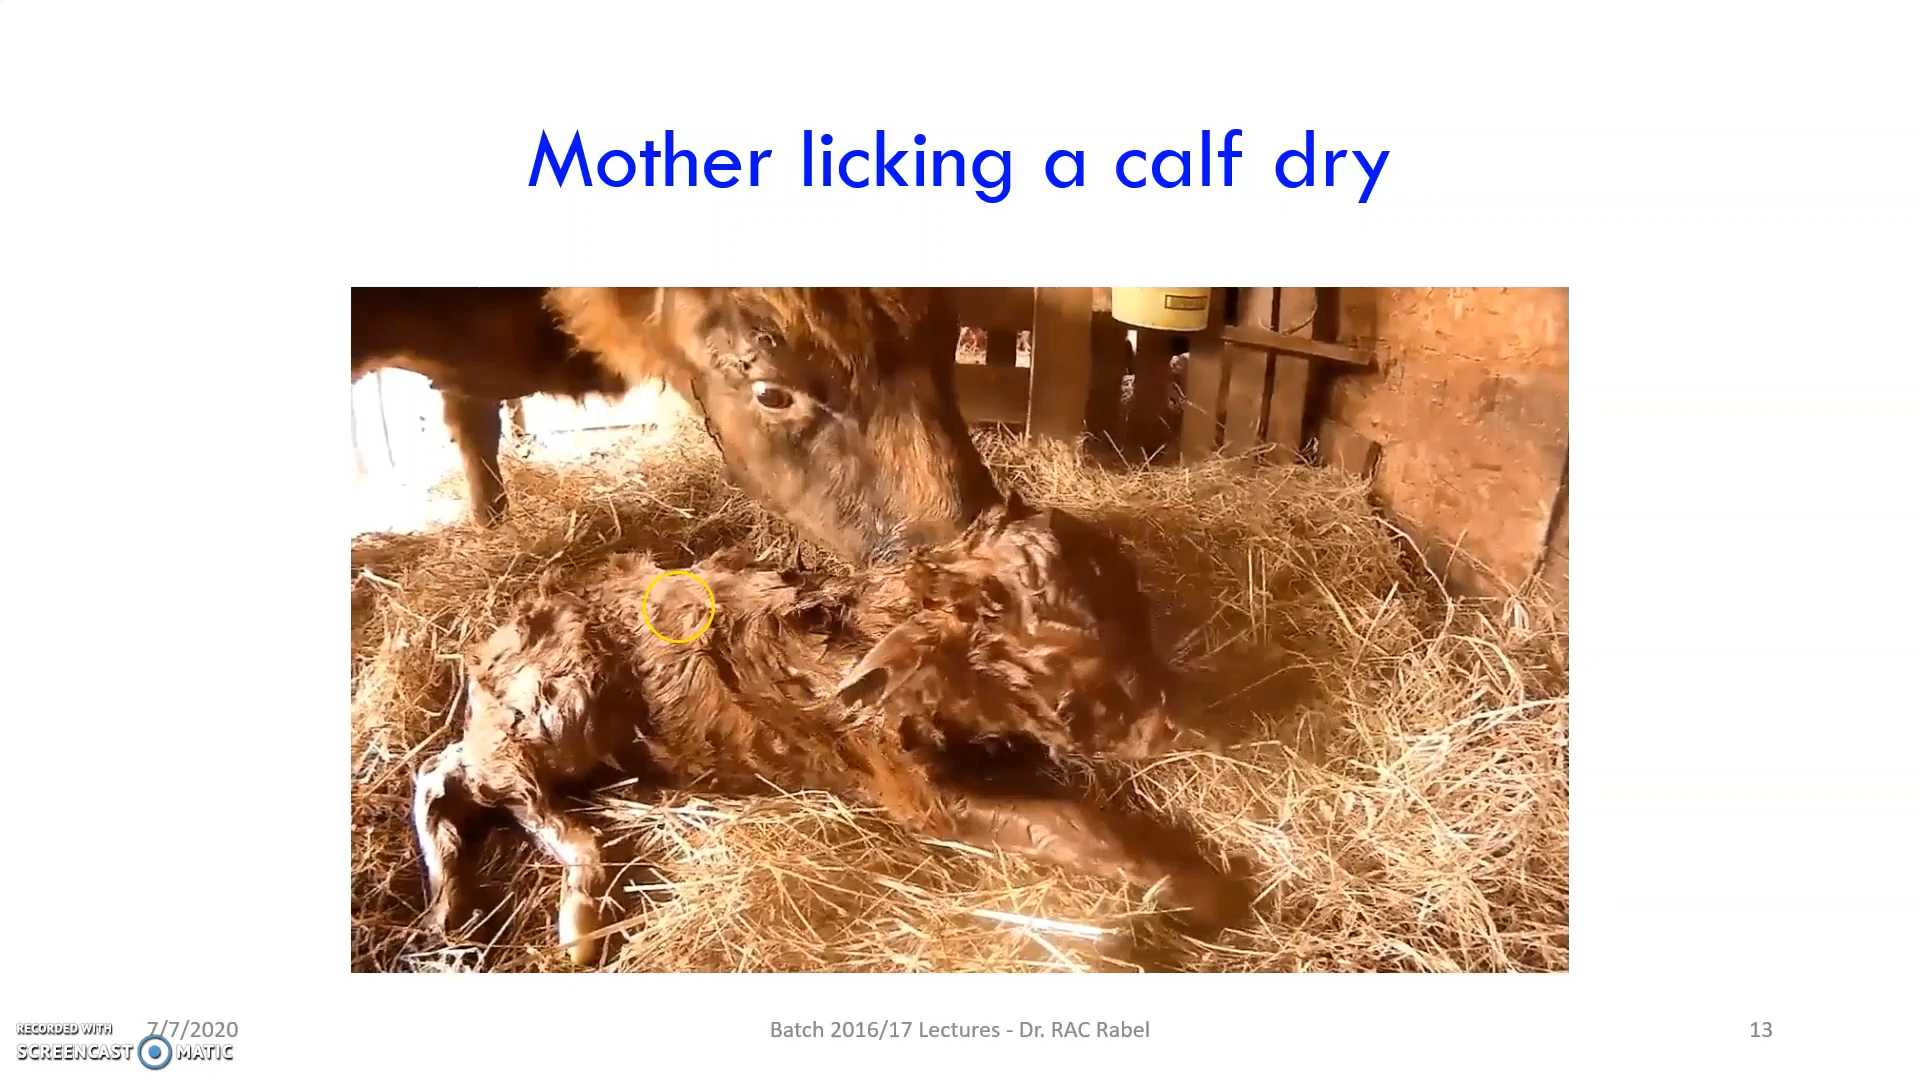 Mother licking a calf dry
RECORDED WITH
SCREENCAST MATIC
7/7/2020
Batch 2016/17 Lectures - Dr. RAC Rabel
13